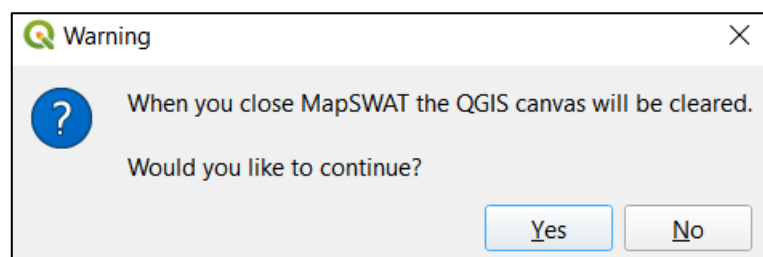 Warning
When you close MapSWAT the QGIS canvas will be cleared.
Would you like to continue?
Yes No